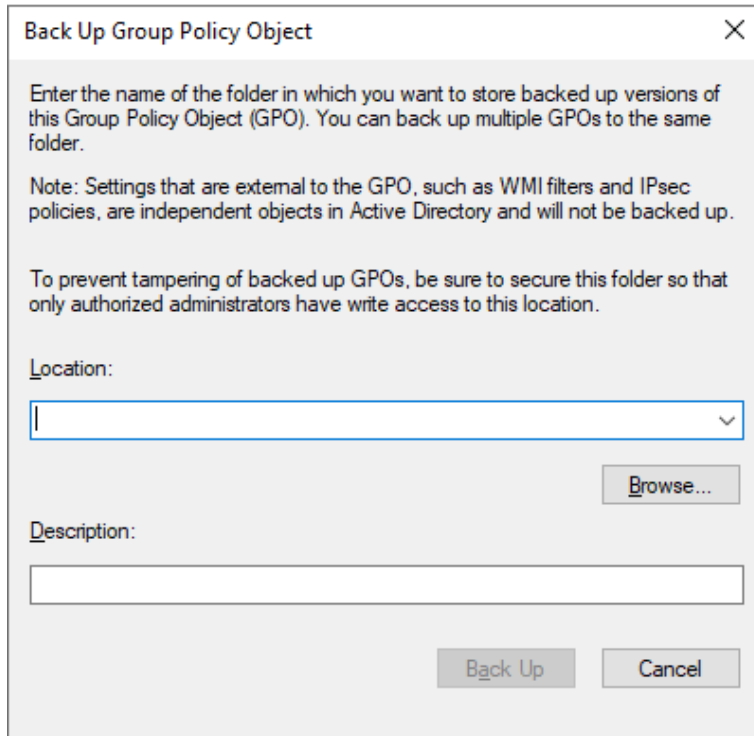 Back Up Group Policy Object
Enter the name of the folder in which you want to store backed up versions of
this Group Policy Object (GPO). You can back up multiple GPOs to the same
folder.
Note: Settings that are external to the GPO, such as WMI filters and IPsec
policies, are independent objects in Active Directory and will not be backed up.
To prevent tampering of backed up GPOs, be sure to secure this folder so that
only authorized administrators have write access to this location.
Location:
Browse...
Description:
Back Up Cancel